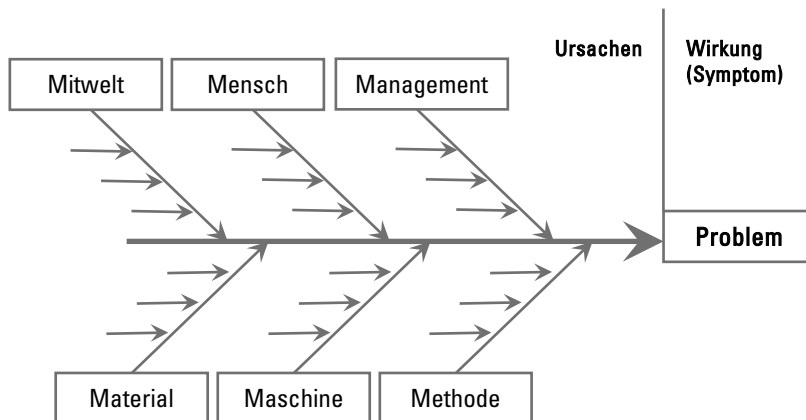 Ursachen
Wirkung
(Symptom)
Mitwelt
Mensch
Management
Problem
Material
Maschine
Methode